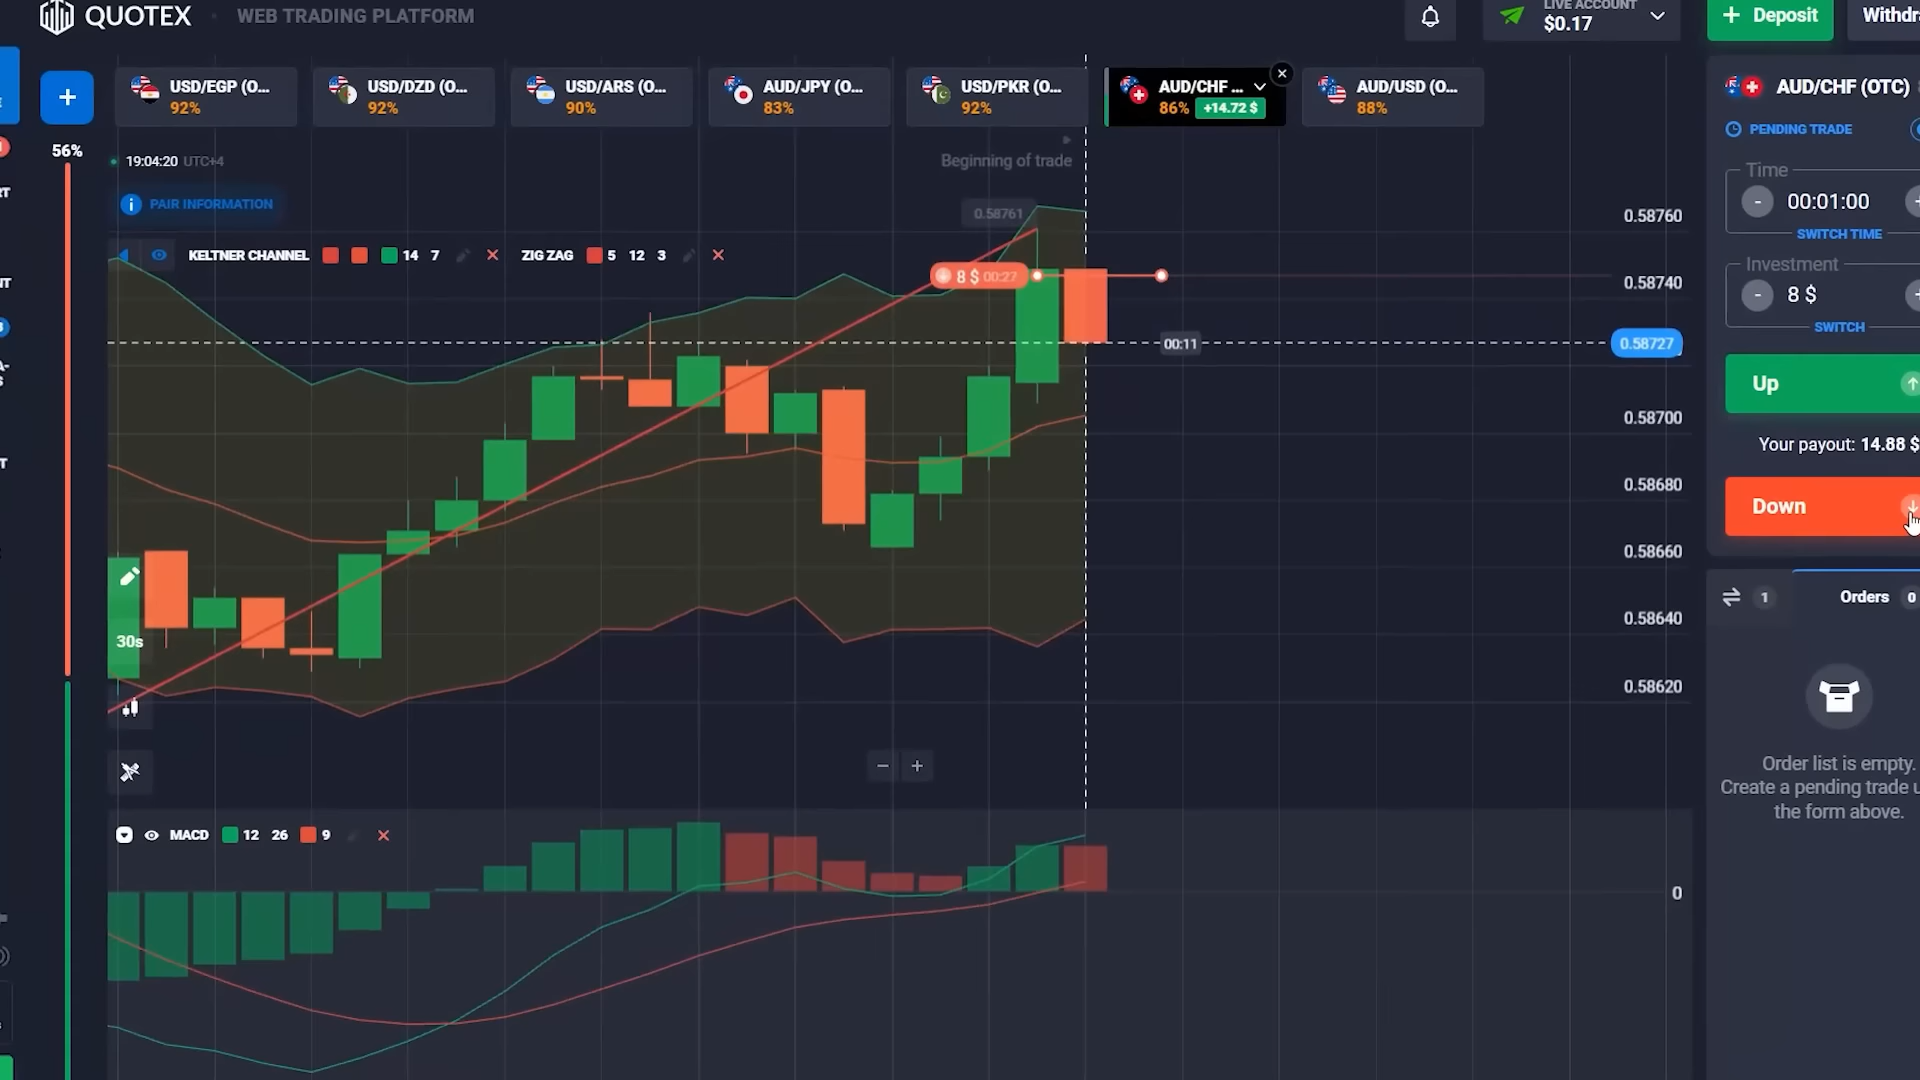 QUOTEX · WEB TRADING PLATFORM
LIVE ACCOUNT
$0.17
+ Deposit
USD/EGP (O...
92%
USD/DZD (O...
92%
USD/ARS (O...
90%
AUD/JPY (O...
83%
USD/PKR (O...
92%
AUD/CHF ...
86% +14.72 $
AUD/USD (O...
88%
AUD/CHF (OTC)
56%
19:04:20 UTC+4
Beginning of trade
PENDING TRADE
Time
00:01:00
SWITCH TIME
PAIR INFORMATION
0.58761
0.58760
KELTNER CHANNEL 14 7
ZIG ZAG 5 12 3
8 $ 00:27
0.58740
Investment
8 $
SWITCH
00:11
0.58727
Up
0.58700
Your payout: 14.88 $
0.58680
Down
0.58660
0.58640
1
Orders 0
30s
0.58620
Order list is empty.
Create a pending trade
the form above.
MACD 12 26 9
0